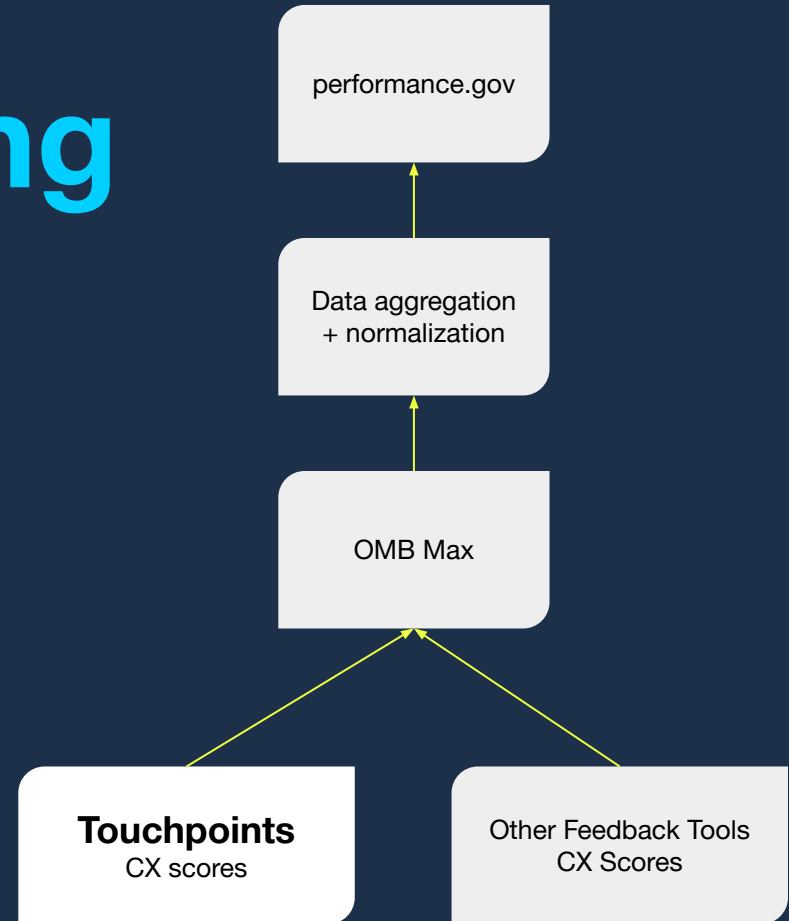 ng
performance.gov
Data aggregation
+ normalization
OMB Max
Touchpoints
CX scores
Other Feedback Tools
CX Scores